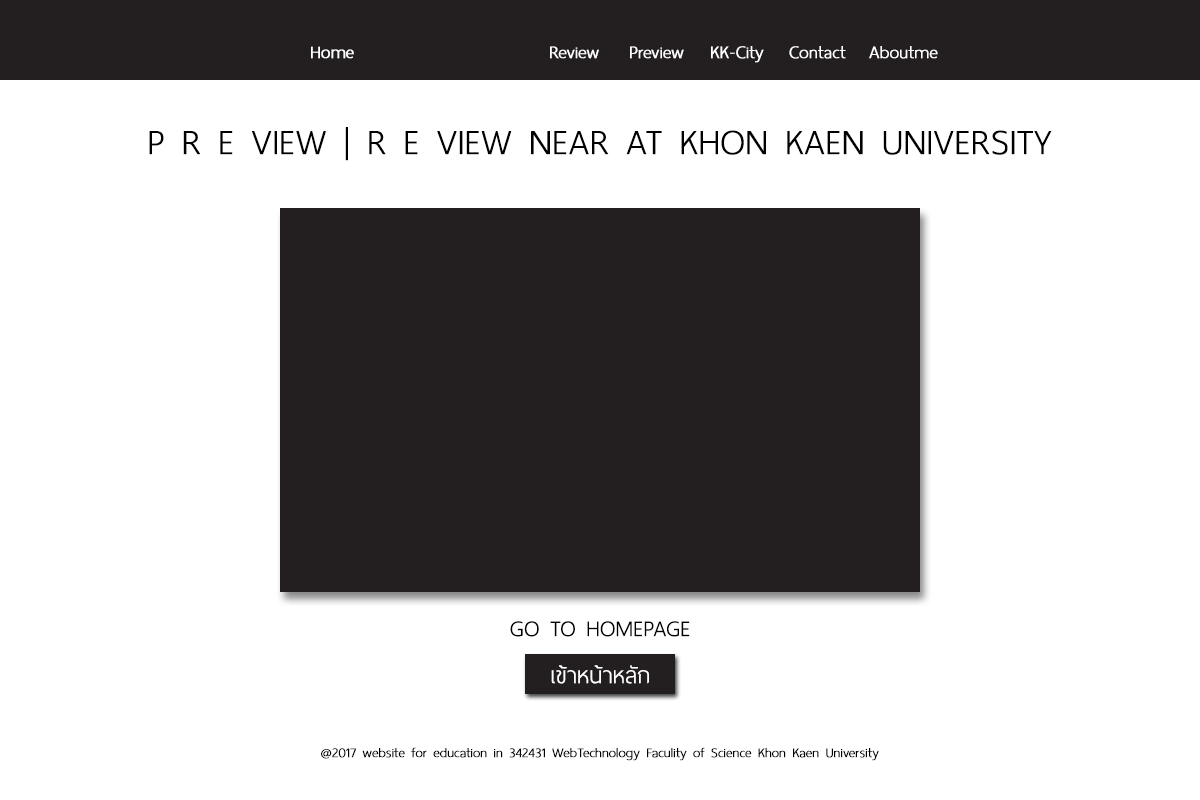 Home Review Preview KK-City Contact Aboutme
P R E VIEW | R E VIEW NEAR AT KHON KAEN UNIVERSITY
GO TO HOMEPAGE
เข้าหน้าหลัก
@2017 website for education in 342431 WebTechnology Faculity of Science Khon Kaen University